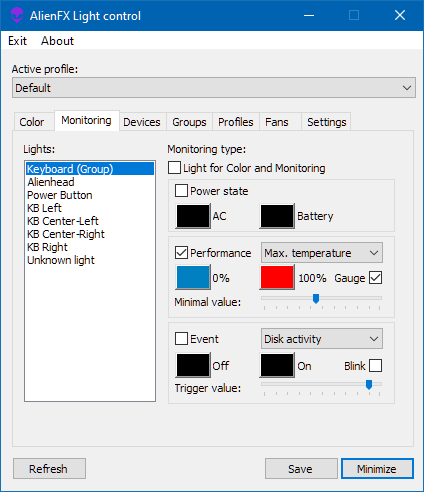 AlienFX Light control
Exit About
Active profile:
Default
Color Monitoring Devices Groups Profiles Fans Settings
Lights:
Keyboard (Group)
Alienhead
Power Button
KB Left
KB Center-Left
KB Center-Right
KB Right
Unknown light
Monitoring type:
Light for Color and Monitoring
Power state
AC Battery
Performance Max. temperature
0% 100% Gauge
Minimal value:
Event Disk activity
Off On Blink
Trigger value:
Refresh Save Minimize